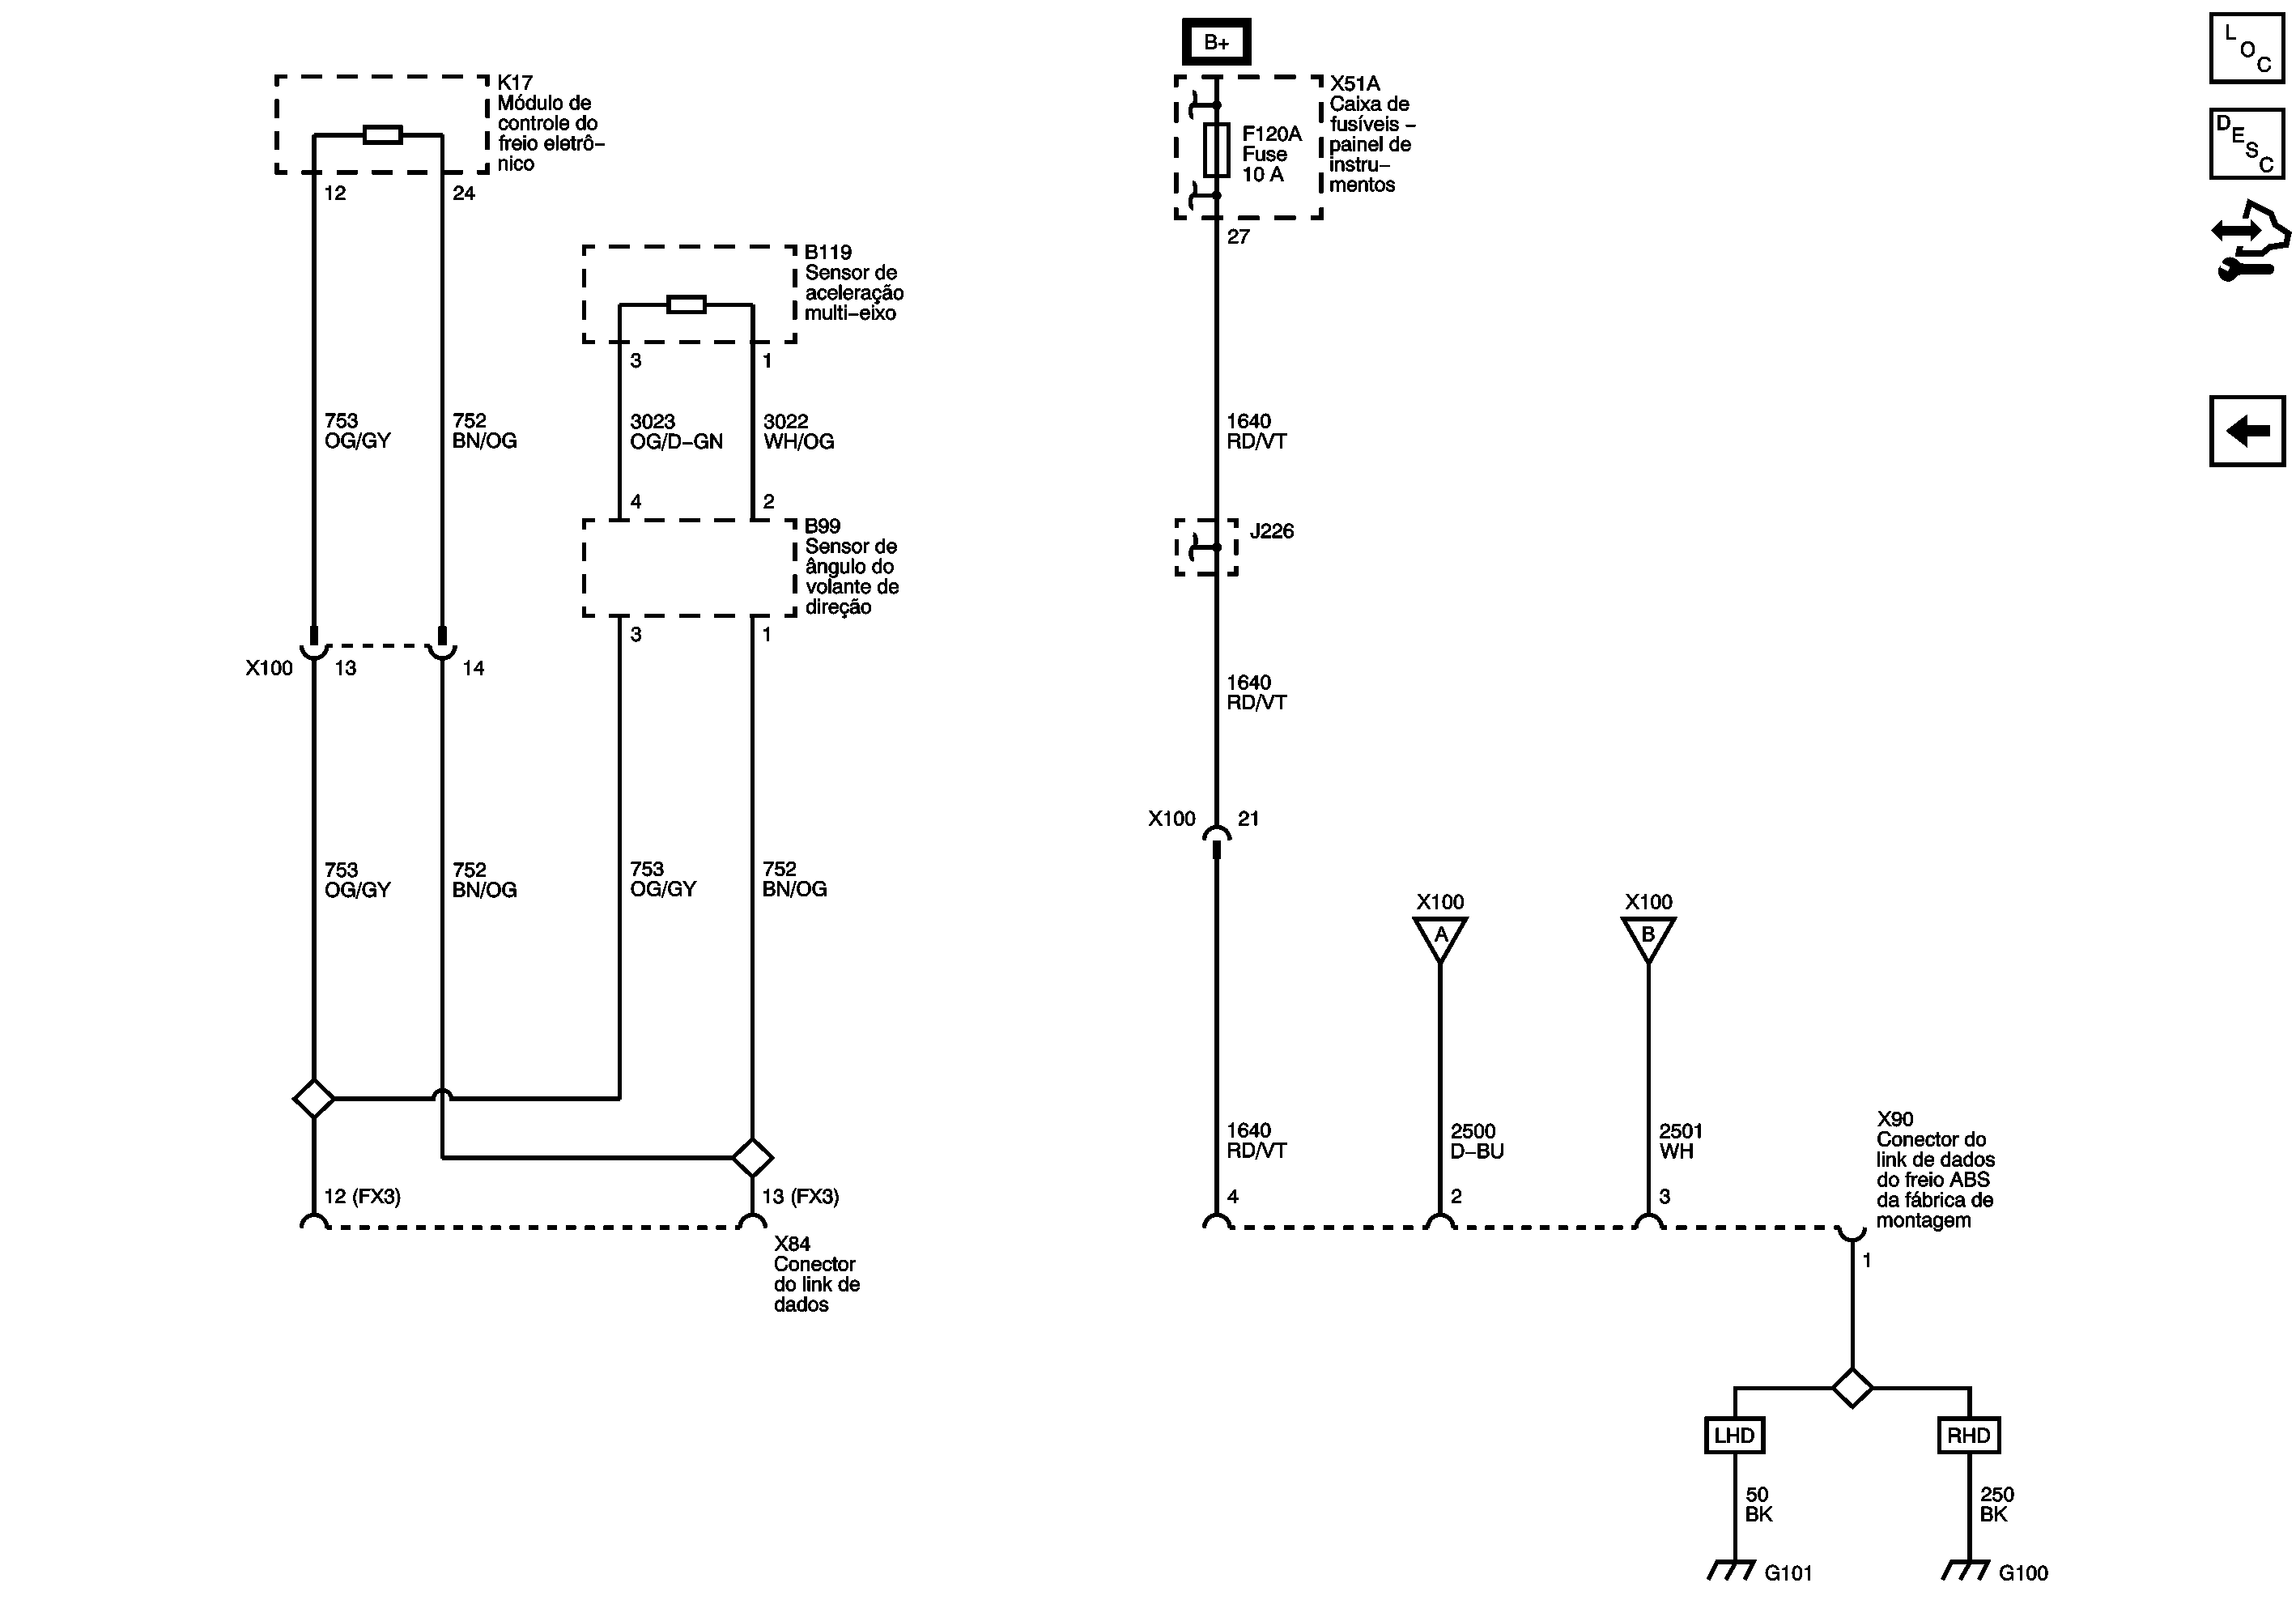 B+
L
O
C
K17
Módulo de
controle do
freio eletrô-
nico
12
24
X51A
Caixa de
fusíveis -
painel de
instru-
mentos
F120A
Fuse
10 A
27
D
E
S
C
B119
Sensor de
aceleração
multi-eixo
3
1
753
OG/GY
752
BN/OG
3023
OG/D-GN
3022
WH/OG
1640
RD/VT
4
2
B99
Sensor de
ângulo do
volante de
direção
J226
3
1
X100
13
14
1640
RD/VT
X100
21
753
OG/GY
752
BN/OG
753
OG/GY
752
BN/OG
X100
A
X100
B
1640
RD/VT
2500
D-BU
2501
WH
X90
Conector do
link de dados
do freio ABS
da fábrica de
montagem
12 (FX3)
13 (FX3)
4
2
3
X84
Conector
do link de
dados
1
LHD
RHD
50
BK
250
BK
G101
G100